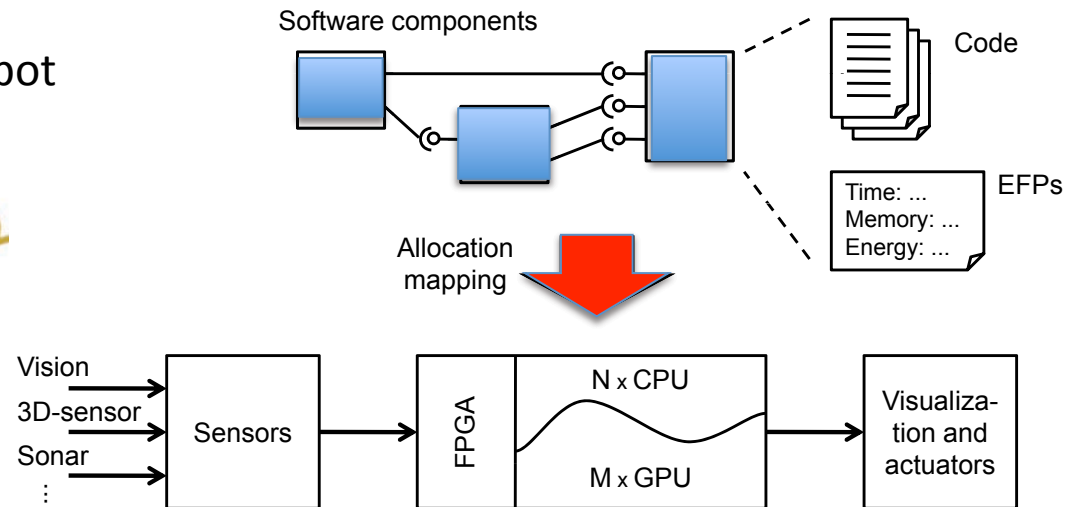 Software components
Code
EFPs
Time: ...
Memory: ...
Energy: ...
Allocation
mapping
Vision
3D-sensor
Sonar
⋮
Sensors
FPGA
N x CPU
M x GPU
Visualiza-
tion and
actuators